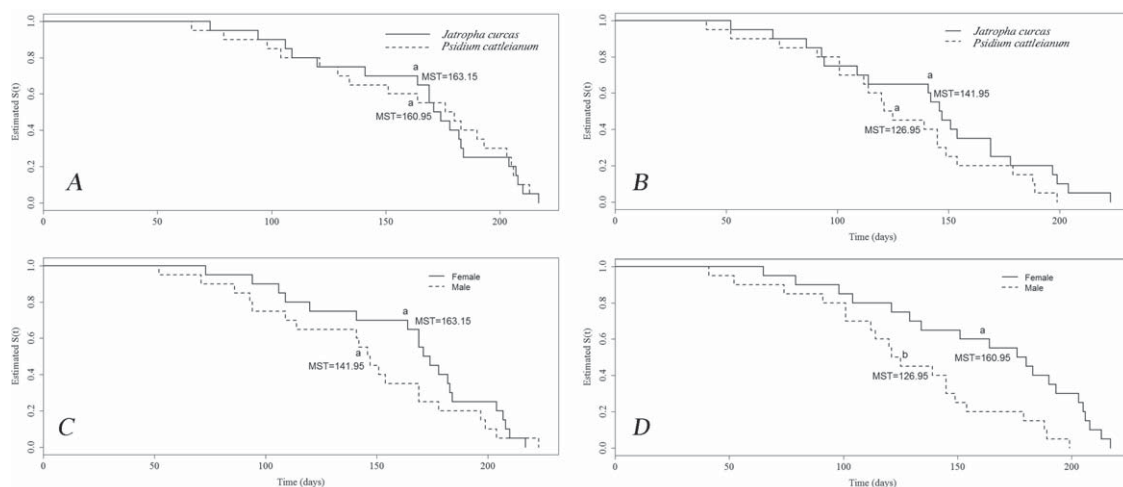 Jatropha curcas
Psidium cattleianum
a
MST=163.15
a
MST=160.95
A
Estimated S(t)
0.0 0.2 0.4 0.6 0.8 1.0
0 50 100 150 200
Time (days)
Jatropha curcas
Psidium cattleianum
a
MST=141.95
a
MST=126.95
B
Estimated S(t)
0.0 0.2 0.4 0.6 0.8 1.0
0 50 100 150 200
Time (days)
Female
Male
a
MST=163.15
a
MST=141.95
C
Estimated S(t)
0.0 0.2 0.4 0.6 0.8 1.0
0 50 100 150 200
Time (days)
Female
Male
a
MST=160.95
b
MST=126.95
D
Estimated S(t)
0.0 0.2 0.4 0.6 0.8 1.0
0 50 100 150 200
Time (days)